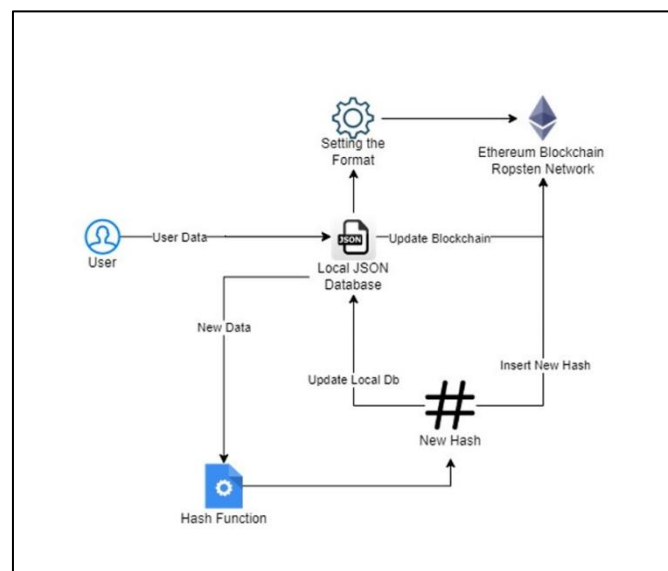 Setting the
Format
Ethereum Blockchain
Ropsten Network
User Data
JSON
Update Blockchain
User
Local JSON
Database
New Data
Insert New Hash
Update Local Db
#
New Hash
Hash Function